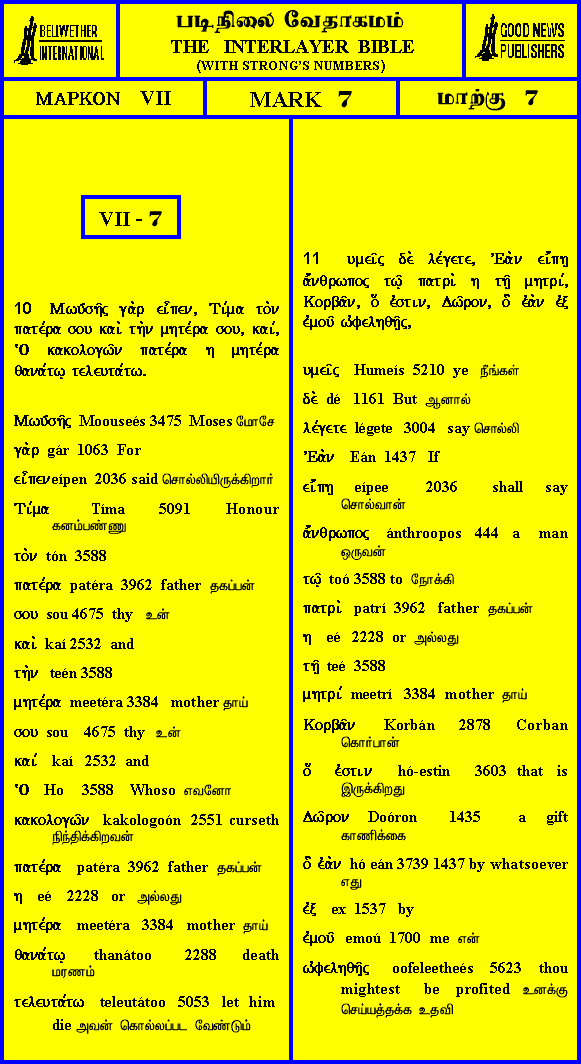 BELLWETHER
INTERNATIONAL
படிநிலை வேதாகமம்
THE INTERLAYER BIBLE
(WITH STRONG'S NUMBERS)
GOOD NEWS
PUBLISHERS
ΜΑΡΚΟΝ VII
MARK 7
மாற்கு 7
VII - 7
10 Μωσῆς γὰρ εἶπεν, Τίμα τὸν
πατέρα σου καὶ τὴν μητέρα σου, καί,
Ὁ κακολογῶν πατέρα η μητέρα
θανάτῳ τελευτάτω.
Μωσῆς Moouseés 3475 Moses மோசே
γὰρ gár 1063 For
εἶπεν eípen 2036 said சொல்லியிருக்கிறார்
Τίμα Tíma 5091 Honour
கனம்பண்ணு
τὸν tón 3588
πατέρα patéra 3962 father தகப்பன்
σου sou 4675 thy உன்
καὶ kaí 2532 and
τὴν teén 3588
μητέρα meetéra 3384 mother தாய்
σου sou 4675 thy உன்
καί kaí 2532 and
Ὁ Ho 3588 Whoso எவனோ
κακολογῶν kakologoón 2551 curseth
நிந்திக்கிறவன்
πατέρα patéra 3962 father தகப்பன்
η eé 2228 or அல்லது
μητέρα meetéra 3384 mother தாய்
θανάτῳ thanátoo 2288 death
மரணம்
τελευτάτω teleutátoo 5053 let him
die அவன் கொல்லப்பட வேண்டும்
11 υμεῖς δὲ λέγετε, Ἐὰν εἴπῃ
ἄνθρωπος τῷ πατρὶ η τῇ μητρί,
Κορβᾶν, ὅ ἐστιν, Δῶρον, ὃ ἐὰν ἐξ
ἐμοῦ ὠφεληθῇς,
υμεῖς Humeís 5210 ye நீங்கள்
δὲ dé 1161 But ஆனால்
λέγετε légete 3004 say சொல்லி
Ἐὰν Eán 1437 If
εἴπῃ eípee 2036 shall say
சொல்வான்
ἄνθρωπος ánthroopos 444 a man
ஒருவன்
τῷ toó 3588 to நோக்கி
πατρὶ patrí 3962 father தகப்பன்
η eé 2228 or அல்லது
τῇ teé 3588
μητρί meetrí 3384 mother தாய்
Κορβᾶν Korbán 2878 Corban
கொர்பான்
ὅ ἐστιν hó-estin 3603 that is
இருக்கிறது
Δῶρον Doóron 1435 a gift
காணிக்கை
ὃ ἐὰν hó eán 3739 1437 by whatsoever
எது
ἐξ ex 1537 by
ἐμοῦ emoú 1700 me என்
ὠφεληθῇς oofeleetheés 5623 thou
mightest be profited உனக்கு
செய்யத்தக்க உதவி